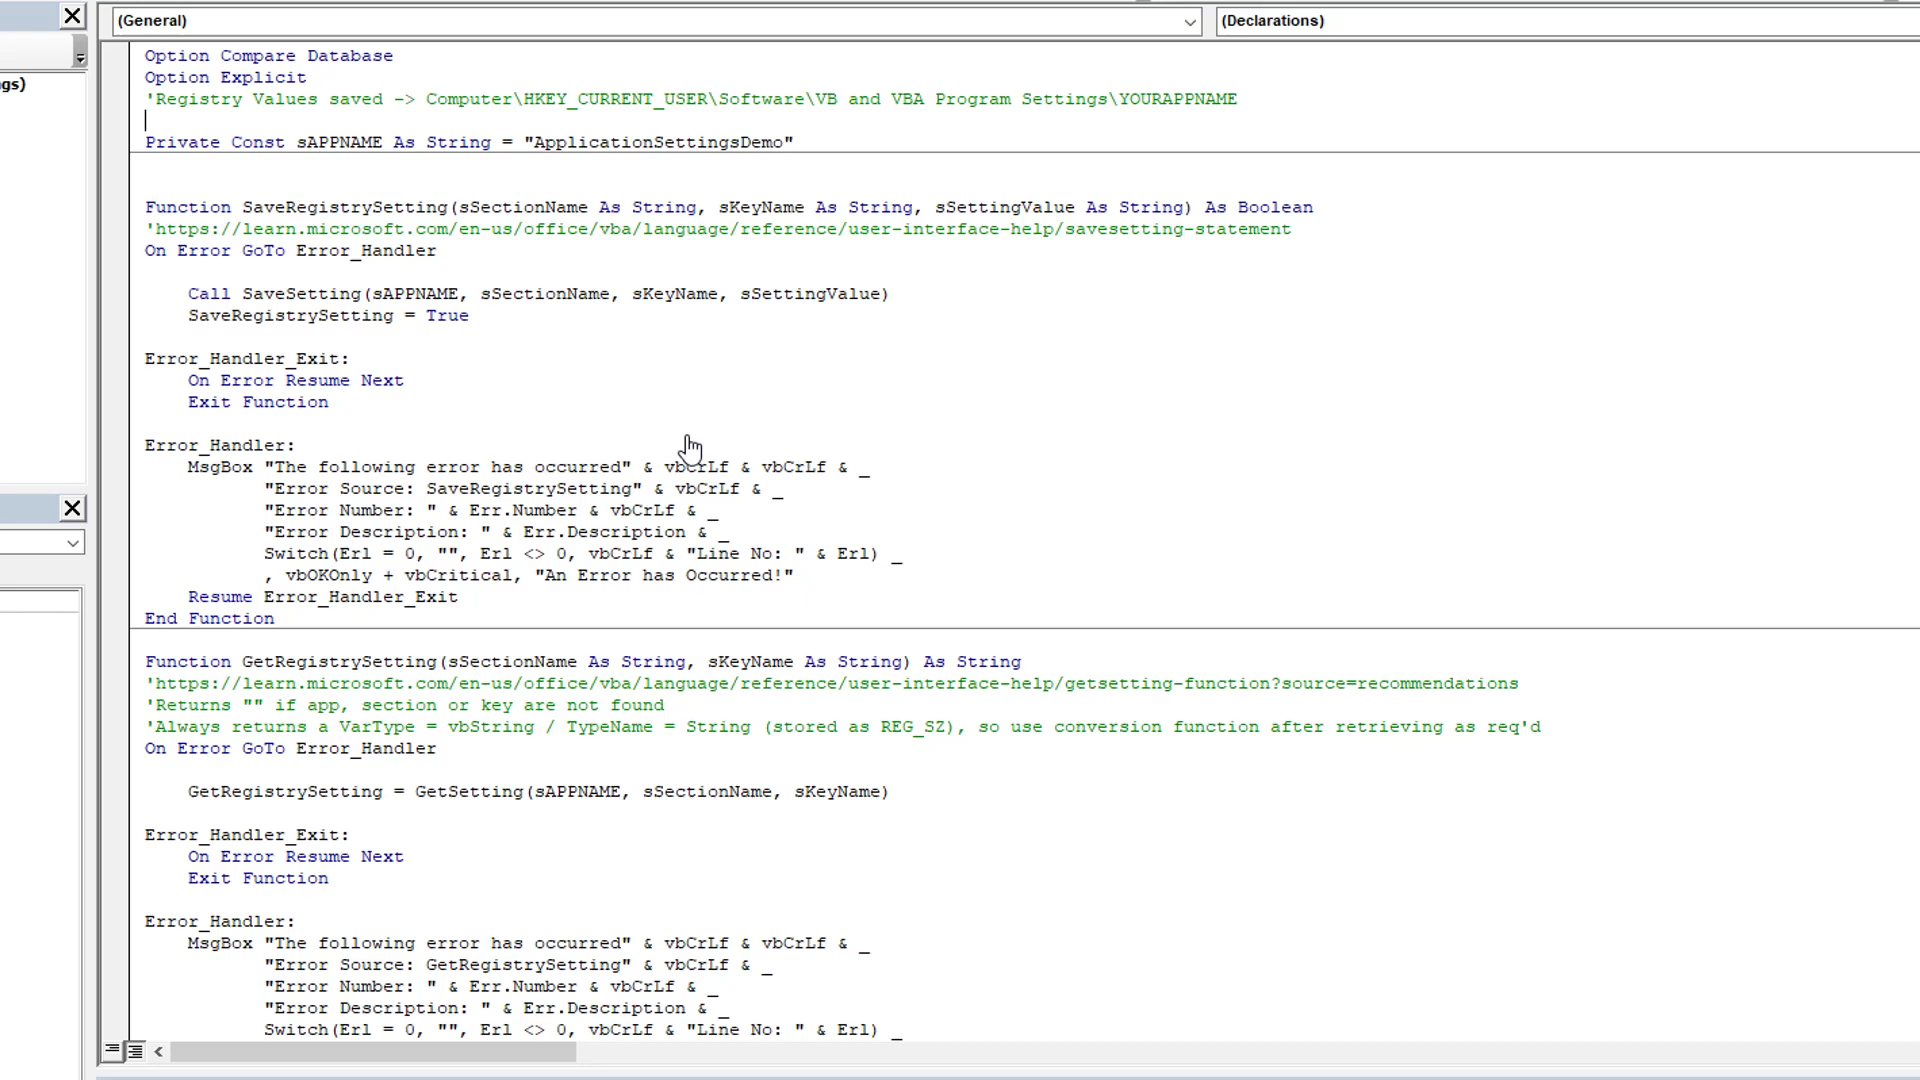 (General)
(Declarations)
gs)
Option Compare Database
Option Explicit
'Registry Values saved -> Computer\HKEY_CURRENT_USER\Software\VB and VBA Program Settings\YOURAPPNAME
Private Const sAPPNAME As String = "ApplicationSettingsDemo"
Function SaveRegistrySetting(sSectionName As String, sKeyName As String, sSettingValue As String) As Boolean
'https://learn.microsoft.com/en-us/office/vba/language/reference/user-interface-help/savesetting-statement
On Error GoTo Error_Handler
Call SaveSetting(sAPPNAME, sSectionName, sKeyName, sSettingValue)
SaveRegistrySetting = True
Error_Handler_Exit:
On Error Resume Next
Exit Function
Error_Handler:
MsgBox "The following error has occurred" & vbCrLf & vbCrLf & _
"Error Source: SaveRegistrySetting" & vbCrLf & _
"Error Number: " & Err.Number & vbCrLf & _
"Error Description: " & Err.Description & _
Switch(Erl = 0, "", Erl <> 0, vbCrLf & "Line No: " & Erl) _
, vbOKOnly + vbCritical, "An Error has Occurred!"
Resume Error_Handler_Exit
End Function
Function GetRegistrySetting(sSectionName As String, sKeyName As String) As String
'https://learn.microsoft.com/en-us/office/vba/language/reference/user-interface-help/getsetting-function?source=recommendations
'Returns "" if app, section or key are not found
'Always returns a VarType = vbString / TypeName = String (stored as REG_SZ), so use conversion function after retrieving as req'd
On Error GoTo Error_Handler
GetRegistrySetting = GetSetting(sAPPNAME, sSectionName, sKeyName)
Error_Handler_Exit:
On Error Resume Next
Exit Function
Error_Handler:
MsgBox "The following error has occurred" & vbCrLf & vbCrLf & _
"Error Source: GetRegistrySetting" & vbCrLf & _
"Error Number: " & Err.Number & vbCrLf & _
"Error Description: " & Err.Description & _
Switch(Erl = 0, "", Erl <> 0, vbCrLf & "Line No: " & Erl) _